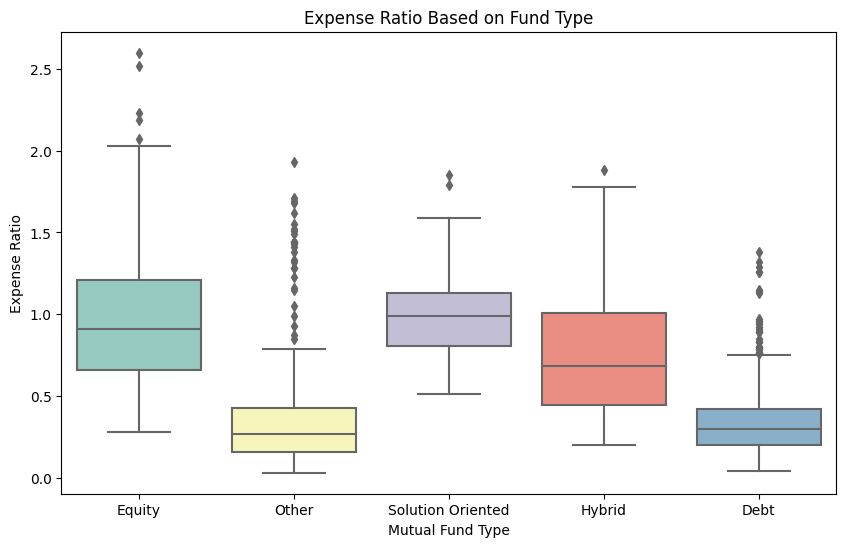 Expense Ratio Based on Fund Type
Expense Ratio
2.5
2.0
1.5
1.0
0.5
0.0
Equity
Other
Solution Oriented
Hybrid
Debt
Mutual Fund Type